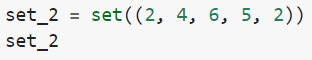 set_2 = set((2, 4, 6, 5, 2))
set_2